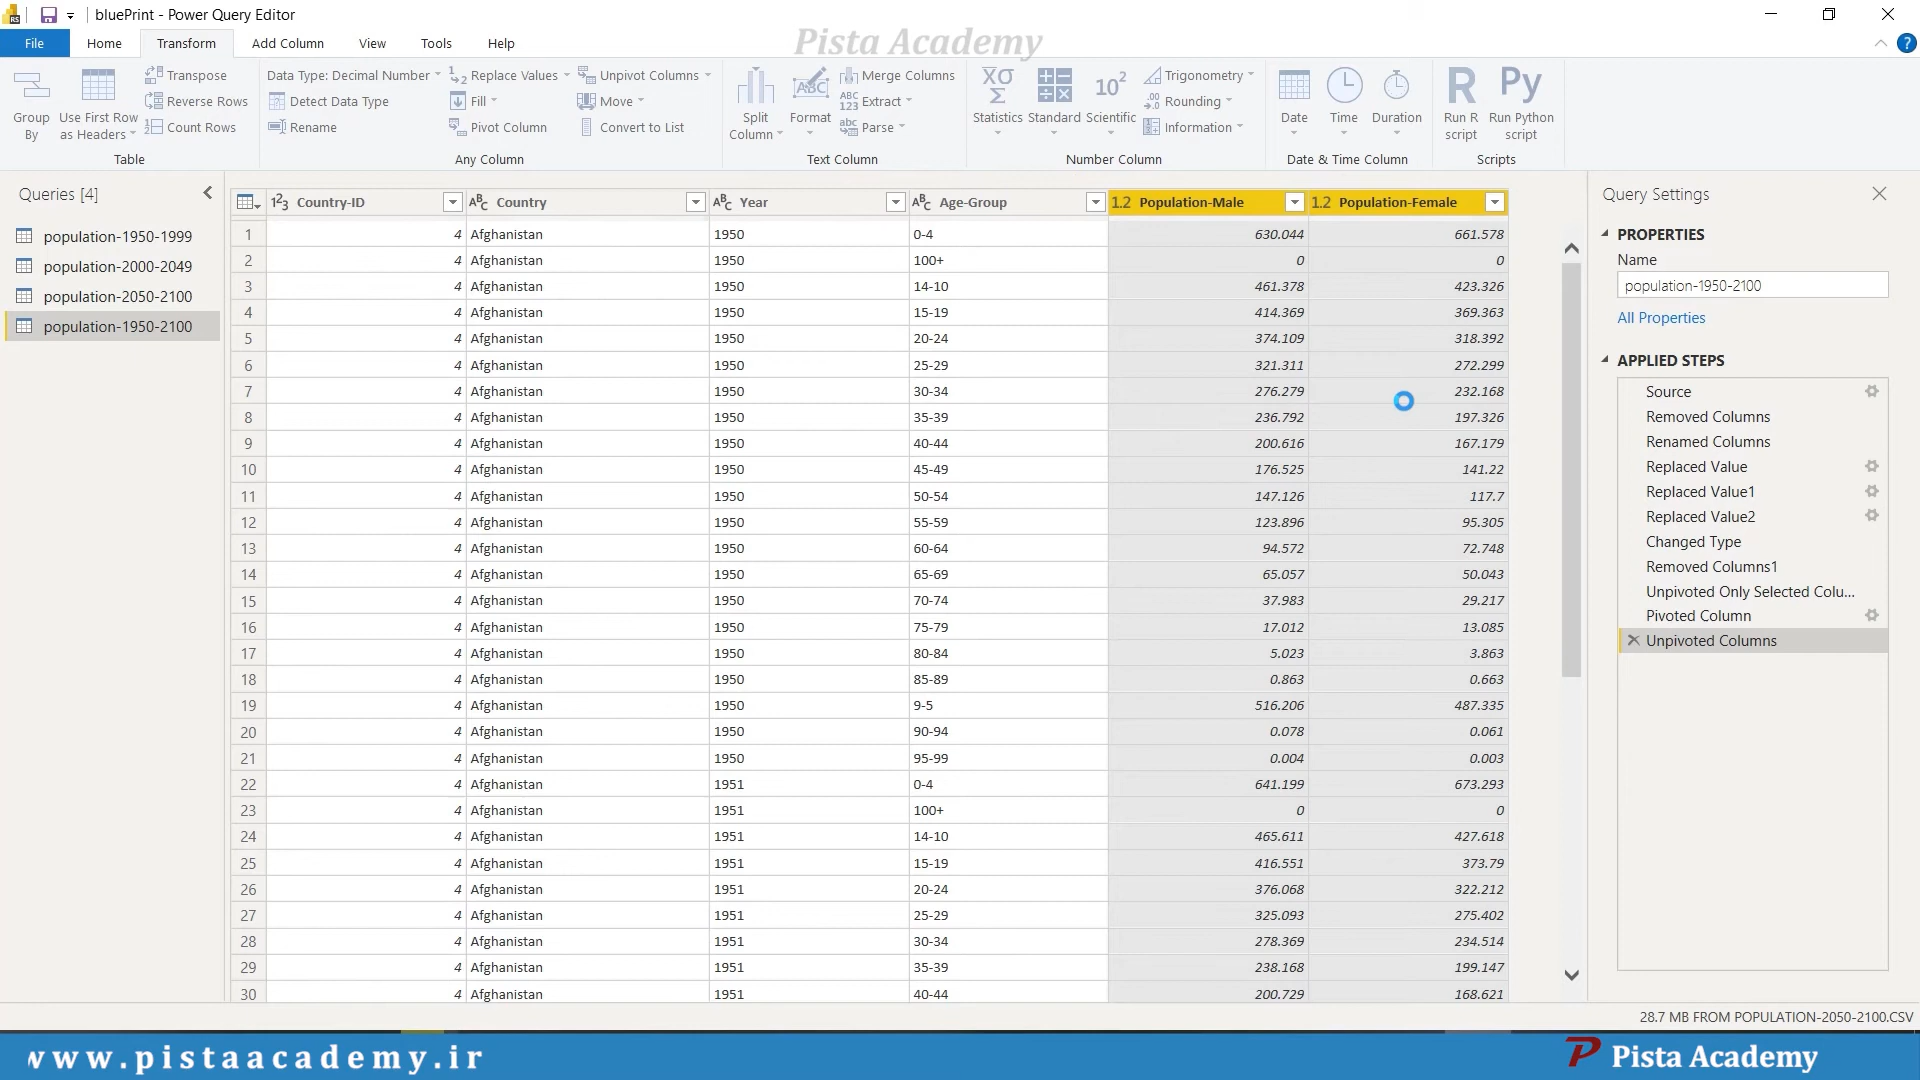 bluePrint - Power Query Editor
File Home Transform Add Column View Tools Help
Pista Academy
Group By
Use First Row as Headers
Transpose
Reverse Rows
Count Rows
Table
Data Type: Decimal Number
Detect Data Type
Rename
Replace Values
Fill
Pivot Column
Unpivot Columns
Move
Convert to List
Any Column
Split Column
Format
Merge Columns
Extract
Parse
Text Column
Statistics
Standard
Scientific
Trigonometry
Rounding
Information
Number Column
Date
Time
Duration
Date & Time Column
Run R script
Run Python script
Scripts
Queries [4]
population-1950-1999
population-2000-2049
population-2050-2100
population-1950-2100
Country-ID Country Year Age-Group Population-Male Population-Female
1 4 Afghanistan 1950 0-4 630.044 661.578
2 4 Afghanistan 1950 100+ 0 0
3 4 Afghanistan 1950 14-10 461.378 423.326
4 4 Afghanistan 1950 15-19 414.369 369.363
5 4 Afghanistan 1950 20-24 374.109 318.392
6 4 Afghanistan 1950 25-29 321.311 272.299
7 4 Afghanistan 1950 30-34 276.279 232.168
8 4 Afghanistan 1950 35-39 236.792 197.326
9 4 Afghanistan 1950 40-44 200.616 167.179
10 4 Afghanistan 1950 45-49 176.525 141.22
11 4 Afghanistan 1950 50-54 147.126 117.7
12 4 Afghanistan 1950 55-59 123.896 95.305
13 4 Afghanistan 1950 60-64 94.572 72.748
14 4 Afghanistan 1950 65-69 65.057 50.043
15 4 Afghanistan 1950 70-74 37.983 29.217
16 4 Afghanistan 1950 75-79 17.012 13.085
17 4 Afghanistan 1950 80-84 5.023 3.863
18 4 Afghanistan 1950 85-89 0.863 0.663
19 4 Afghanistan 1950 9-5 516.206 487.335
20 4 Afghanistan 1950 90-94 0.078 0.061
21 4 Afghanistan 1950 95-99 0.004 0.003
22 4 Afghanistan 1951 0-4 641.199 673.293
23 4 Afghanistan 1951 100+ 0 0
24 4 Afghanistan 1951 14-10 465.611 427.618
25 4 Afghanistan 1951 15-19 416.551 373.79
26 4 Afghanistan 1951 20-24 376.068 322.212
27 4 Afghanistan 1951 25-29 325.093 275.402
28 4 Afghanistan 1951 30-34 278.369 234.514
29 4 Afghanistan 1951 35-39 238.168 199.147
30 4 Afghanistan 1951 40-44 200.729 168.621
Query Settings
PROPERTIES
Name
population-1950-2100
All Properties
APPLIED STEPS
Source
Removed Columns
Renamed Columns
Replaced Value
Replaced Value1
Replaced Value2
Changed Type
Removed Columns1
Unpivoted Only Selected Colu...
Pivoted Column
Unpivoted Columns
28.7 MB FROM POPULATION-2050-2100.CSV
www.pistaacademy.ir
Pista Academy